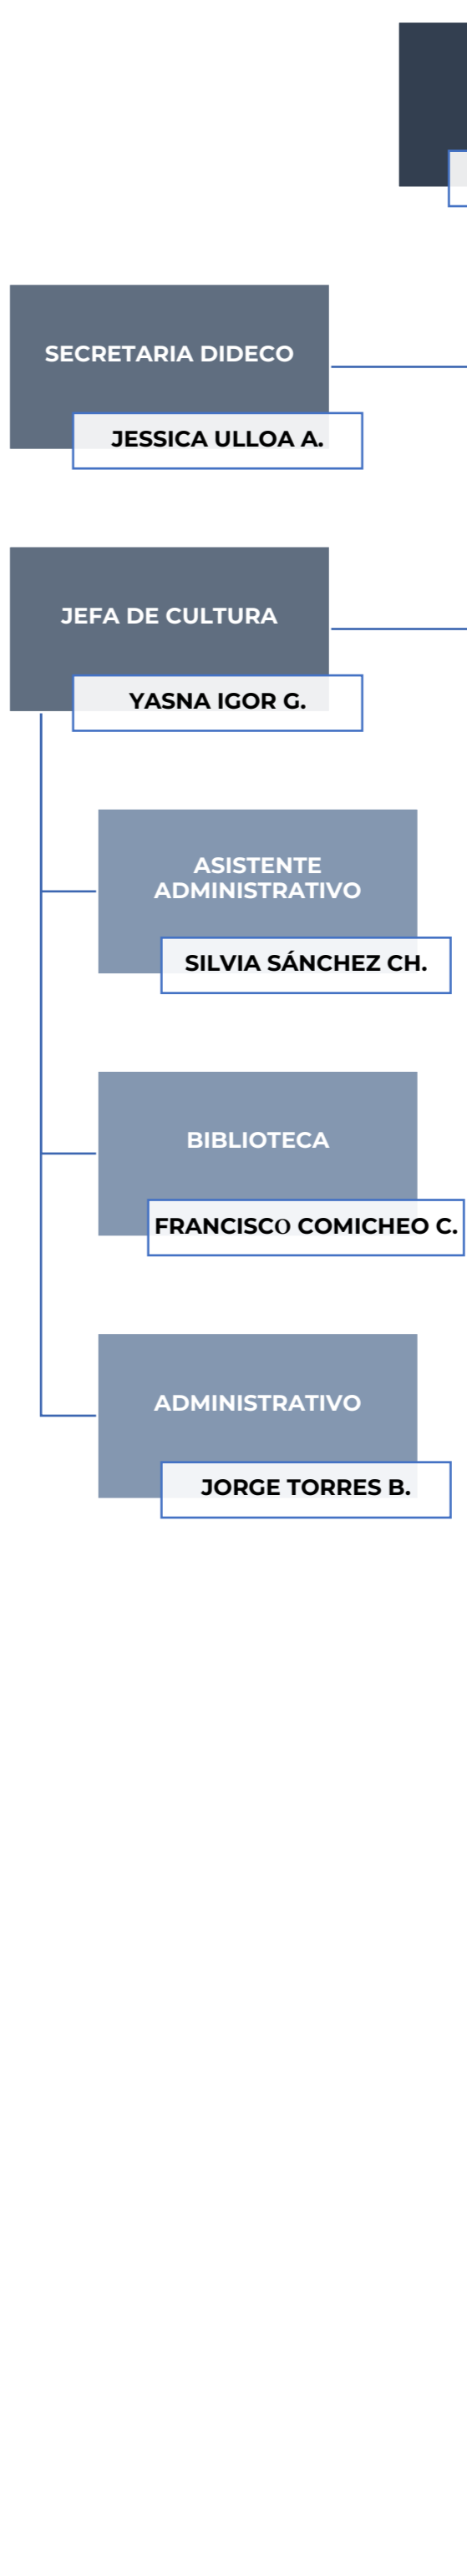 SECRETARIA DIDECO
JESSICA ULLOA A.
JEFA DE CULTURA
YASNA IGOR G.
ASISTENTE
ADMINISTRATIVO
SILVIA SÁNCHEZ CH.
BIBLIOTECA
FRANCISCO COMICHEO C.
ADMINISTRATIVO
JORGE TORRES B.